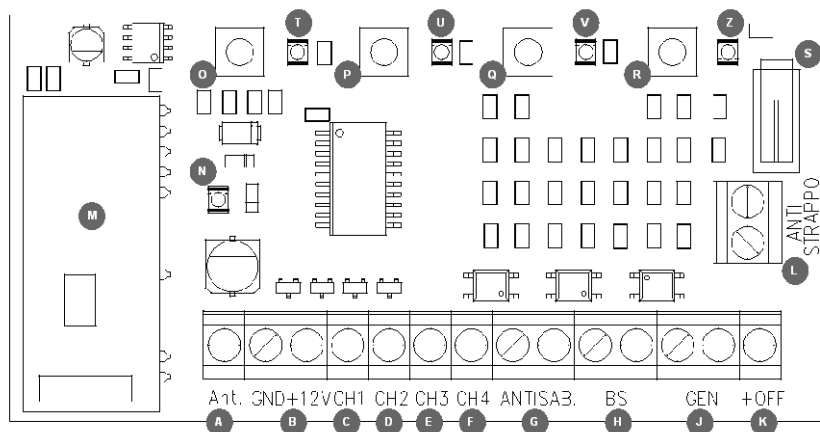 T U V Z
O P Q R S
N
M
ANTI
STRAPPO
L
Ant. GND+12VCH1 CH2 CH3 CH4 ANTISAB. BS GEN +OFF
A B C D E F G H J K